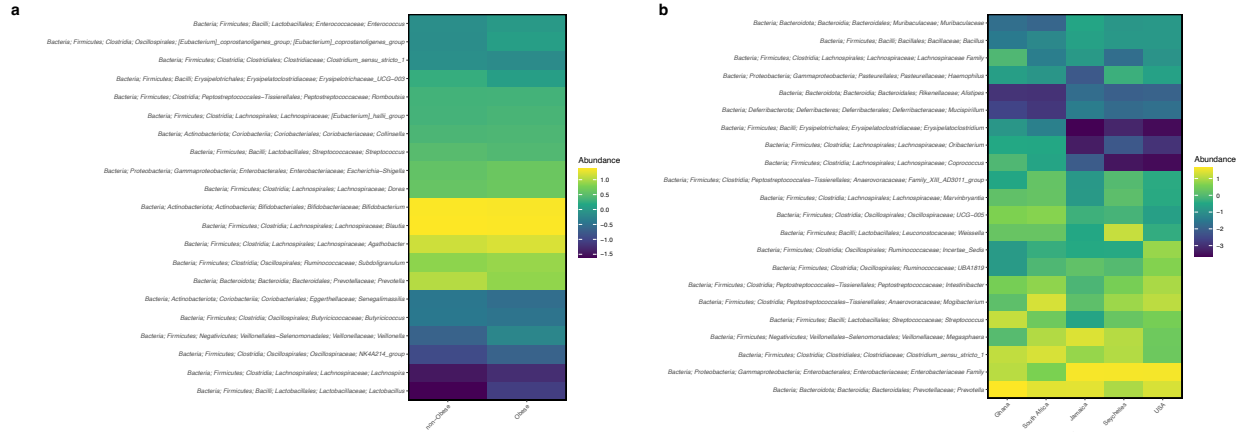 a
Bacteria; Firmicutes; Bacilli; Lactobacillales; Enterococcaceae; Enterococcus
Bacteria; Firmicutes; Clostridia; Oscillospirales; [Eubacterium]_coprostanoligenes_group; [Eubacterium]_coprostanoligenes_group
Bacteria; Firmicutes; Clostridia; Clostridiales; Clostridiaceae; Clostridium_sensu_stricto_1
Bacteria; Firmicutes; Bacilli; Erysipelotrichales; Erysipelatoclostridiaceae; Erysipelotrichaceae_UCG-003
Bacteria; Firmicutes; Clostridia; Peptostreptococcales-Tissierellales; Peptostreptococcaceae; Romboutsia
Bacteria; Firmicutes; Clostridia; Lachnospirales; Lachnospiraceae; [Eubacterium]_hallii_group
Bacteria; Actinobacteriota; Coriobacteriia; Coriobacteriales; Coriobacteriaceae; Collinsella
Bacteria; Firmicutes; Bacilli; Lactobacillales; Streptococcaceae; Streptococcus
Bacteria; Proteobacteria; Gammaproteobacteria; Enterobacterales; Enterobacteriaceae; Escherichia-Shigella
Bacteria; Firmicutes; Clostridia; Lachnospirales; Lachnospiraceae; Dorea
Bacteria; Actinobacteriota; Actinobacteria; Bifidobacteriales; Bifidobacteriaceae; Bifidobacterium
Bacteria; Firmicutes; Clostridia; Lachnospirales; Lachnospiraceae; Blautia
Bacteria; Firmicutes; Clostridia; Lachnospirales; Lachnospiraceae; Agathobacter
Bacteria; Firmicutes; Clostridia; Oscillospirales; Ruminococcaceae; Subdoligranulum
Bacteria; Bacteroidota; Bacteroidia; Bacteroidales; Prevotellaceae; Prevotella
Bacteria; Actinobacteriota; Coriobacteriia; Coriobacteriales; Eggerthellaceae; Senegalimassilia
Bacteria; Firmicutes; Clostridia; Oscillospirales; Butyricicoccaceae; Butyricicoccus
Bacteria; Firmicutes; Negativicutes; Veillonellales-Selenomonadales; Veillonellaceae; Veillonella
Bacteria; Firmicutes; Clostridia; Oscillospirales; Oscillospiraceae; NK4A214_group
Bacteria; Firmicutes; Clostridia; Lachnospirales; Lachnospiraceae; Lachnospira
Bacteria; Firmicutes; Bacilli; Lactobacillales; Lactobacillaceae; Lactobacillus
non-Obese
Obese
Abundance
1.0
0.5
0.0
-0.5
-1.0
-1.5
b
Bacteria; Bacteroidota; Bacteroidia; Bacteroidales; Muribaculaceae; Muribaculaceae
Bacteria; Firmicutes; Bacilli; Bacillales; Bacillaceae; Bacillus
Bacteria; Firmicutes; Clostridia; Lachnospirales; Lachnospiraceae; Lachnospiraceae Family
Bacteria; Proteobacteria; Gammaproteobacteria; Pasteurellales; Pasteurellaceae; Haemophilus
Bacteria; Bacteroidota; Bacteroidia; Bacteroidales; Rikenellaceae; Alistipes
Bacteria; Deferribacterota; Deferribacteres; Deferribacterales; Deferribacteraceae; Mucispirillum
Bacteria; Firmicutes; Bacilli; Erysipelotrichales; Erysipelatoclostridiaceae; Erysipelatoclostridium
Bacteria; Firmicutes; Clostridia; Lachnospirales; Lachnospiraceae; Oribacterium
Bacteria; Firmicutes; Clostridia; Lachnospirales; Lachnospiraceae; Coprococcus
Bacteria; Firmicutes; Clostridia; Peptostreptococcales-Tissierellales; Anaerovoracaceae; Family_XIII_AD3011_group
Bacteria; Firmicutes; Clostridia; Lachnospirales; Lachnospiraceae; Marvinbryantia
Bacteria; Firmicutes; Clostridia; Oscillospirales; Oscillospiraceae; UCG-005
Bacteria; Firmicutes; Bacilli; Lactobacillales; Leuconostocaceae; Weissella
Bacteria; Firmicutes; Clostridia; Oscillospirales; Ruminococcaceae; Incertae_Sedis
Bacteria; Firmicutes; Clostridia; Oscillospirales; Ruminococcaceae; UBA1819
Bacteria; Firmicutes; Clostridia; Peptostreptococcales-Tissierellales; Peptostreptococcaceae; Intestinibacter
Bacteria; Firmicutes; Clostridia; Peptostreptococcales-Tissierellales; Anaerovoracaceae; Mogibacterium
Bacteria; Firmicutes; Bacilli; Lactobacillales; Streptococcaceae; Streptococcus
Bacteria; Firmicutes; Negativicutes; Veillonellales-Selenomonadales; Veillonellaceae; Megasphaera
Bacteria; Firmicutes; Clostridia; Clostridiales; Clostridiaceae; Clostridium_sensu_stricto_1
Bacteria; Proteobacteria; Gammaproteobacteria; Enterobacterales; Enterobacteriaceae; Enterobacteriaceae Family
Bacteria; Bacteroidota; Bacteroidia; Bacteroidales; Prevotellaceae; Prevotella
Ghana
South Africa
Jamaica
Seychelles
USA
Abundance
1
0
-1
-2
-3